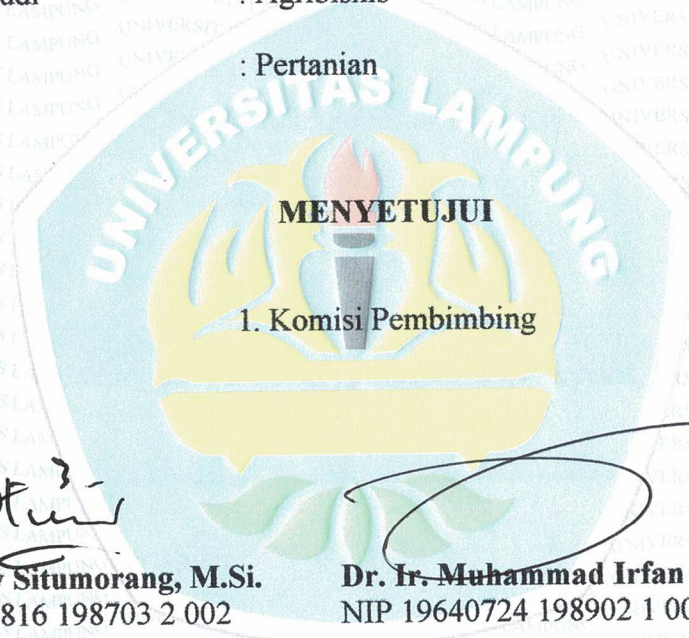 : Agribisnis
: Pertanian
UNIVERSITAS LAMPUNG
MENYETUJUI
1. Komisi Pembimbing
Situmorang, M.Si. Dr. Ir. Muhammad Irfan
816 198703 2 002 NIP 19640724 198902 1 00